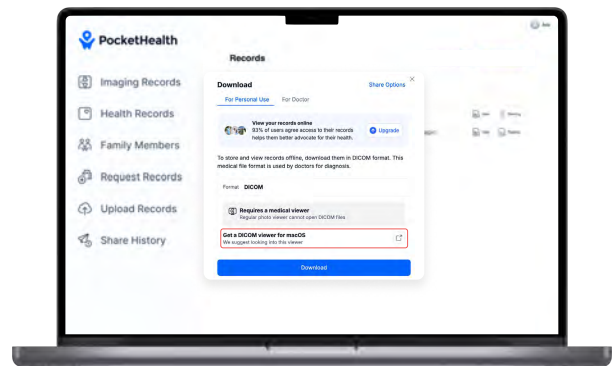 PocketHealth
Imaging Records
Health Records
Family Members
Request Records
Upload Records
Share History
Records
Download
Share Options
For Personal Use
For Doctor
View your records online
93% of users agree access to their records
helps them better advocate for their health.
Upgrade
To store and view records offline, download them in DICOM format. This
medical file format is used by doctors for diagnosis.
Format DICOM
Requires a medical viewer
Regular photo viewer cannot open DICOM files
Get a DICOM viewer for macOS
We suggest looking into this viewer
Download